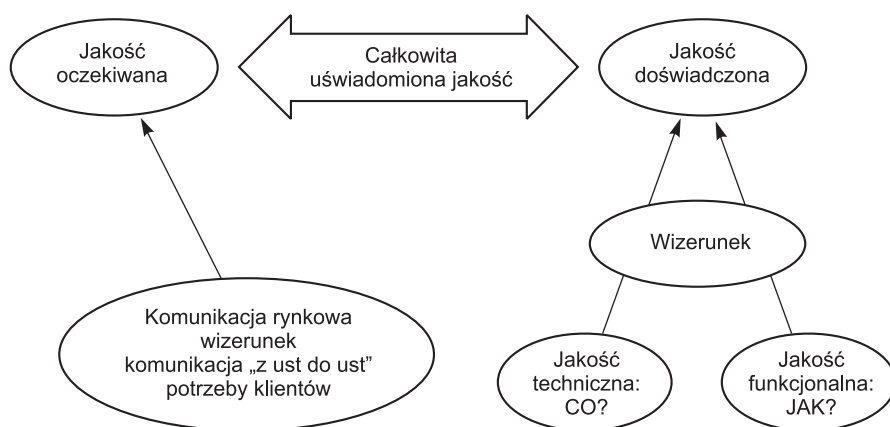 Jakość
oczekiwana
Całkowita
uświadomiona jakość
Jakość
doświadczona
Wizerunek
Komunikacja rynkowa
wizerunek
komunikacja „z ust do ust”
potrzeby klientów
Jakość
techniczna:
CO?
Jakość
funkcjonalna:
JAK?